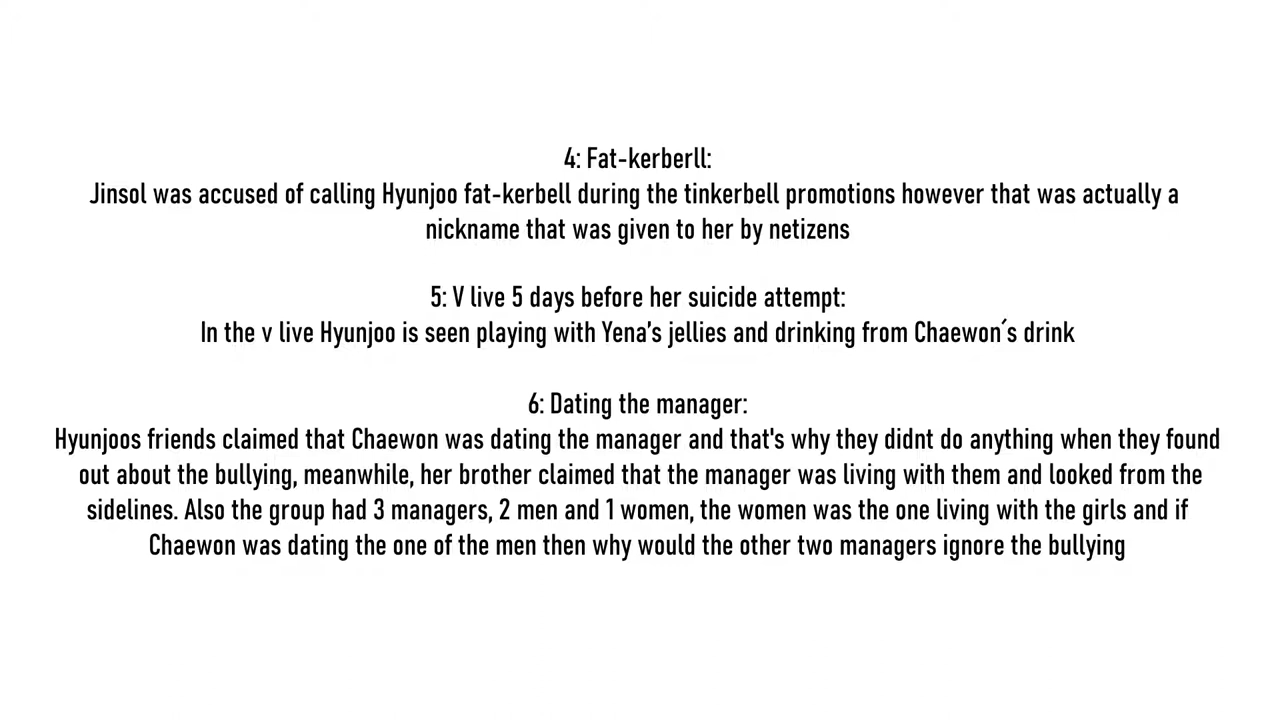 4: Fat-kerberll:
Jinsol was accused of calling Hyunjoo fat-kerbell during the tinkerbell promotions however that was actually a
nickname that was given to her by netizens
5: V live 5 days before her suicide attempt:
In the v live Hyunjoo is seen playing with Yena’s jellies and drinking from Chaewon´s drink
6: Dating the manager:
Hyunjoos friends claimed that Chaewon was dating the manager and that's why they didnt do anything when they found
out about the bullying, meanwhile, her brother claimed that the manager was living with them and looked from the
sidelines. Also the group had 3 managers, 2 men and 1 women, the women was the one living with the girls and if
Chaewon was dating the one of the men then why would the other two managers ignore the bullying